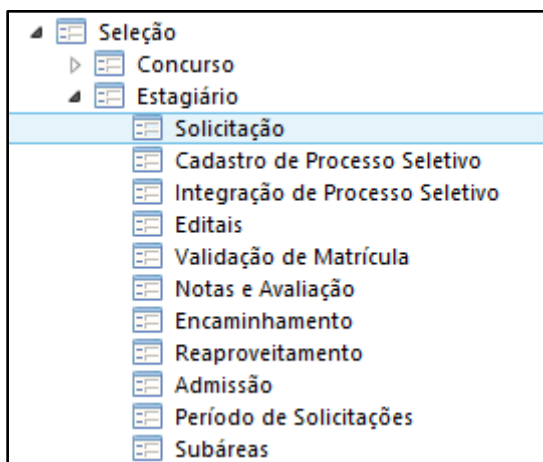 Seleção
Concurso
Estagiário
Solicitação
Cadastro de Processo Seletivo
Integração de Processo Seletivo
Editais
Validação de Matrícula
Notas e Avaliação
Encaminhamento
Reaproveitamento
Admissão
Período de Solicitações
Subáreas